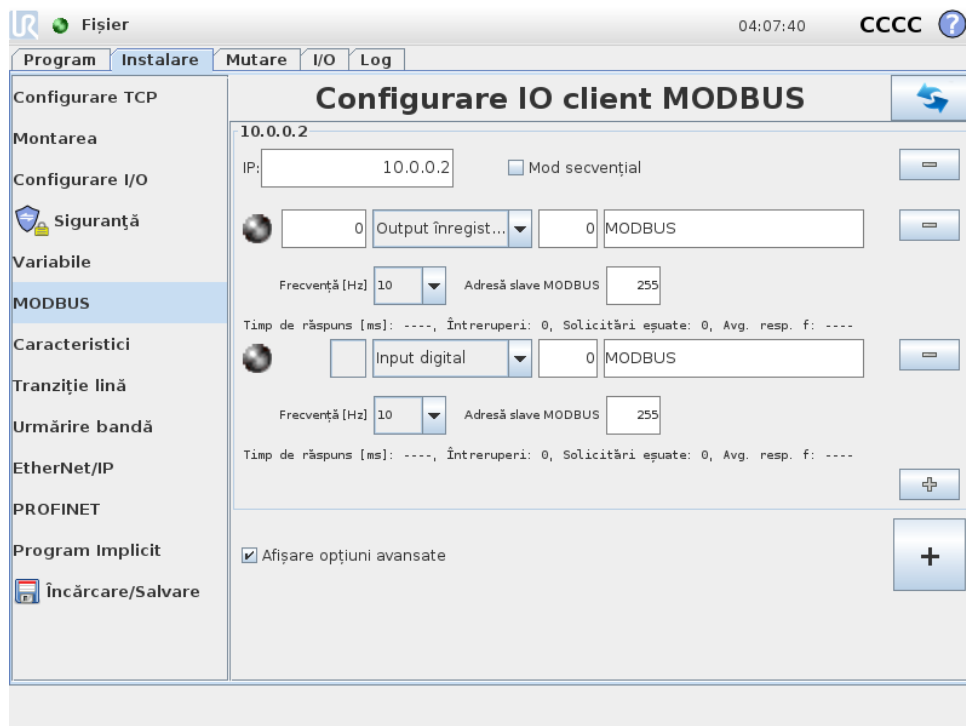 UR Fișier 04:07:40 CCCC ?
Program Instalare Mutare I/O Log
Configurare TCP
Montarea
Configurare I/O
Siguranță
Variabile
MODBUS
Caracteristici
Tranziție lină
Urmărire bandă
EtherNet/IP
PROFINET
Program Implicit
Încărcare/Salvare
Configurare IO client MODBUS
10.0.0.2
IP: 10.0.0.2 Mod secvențial
0 Output înregist... 0 MODBUS
Frecvență [Hz] 10 Adresă slave MODBUS 255
Timp de răspuns [ms]: ----, Întreruperi: 0, Solicitări eșuate: 0, Avg. resp. f: ----
Input digital 0 MODBUS
Frecvență [Hz] 10 Adresă slave MODBUS 255
Timp de răspuns [ms]: ----, Întreruperi: 0, Solicitări eșuate: 0, Avg. resp. f: ----
Afișare opțiuni avansate